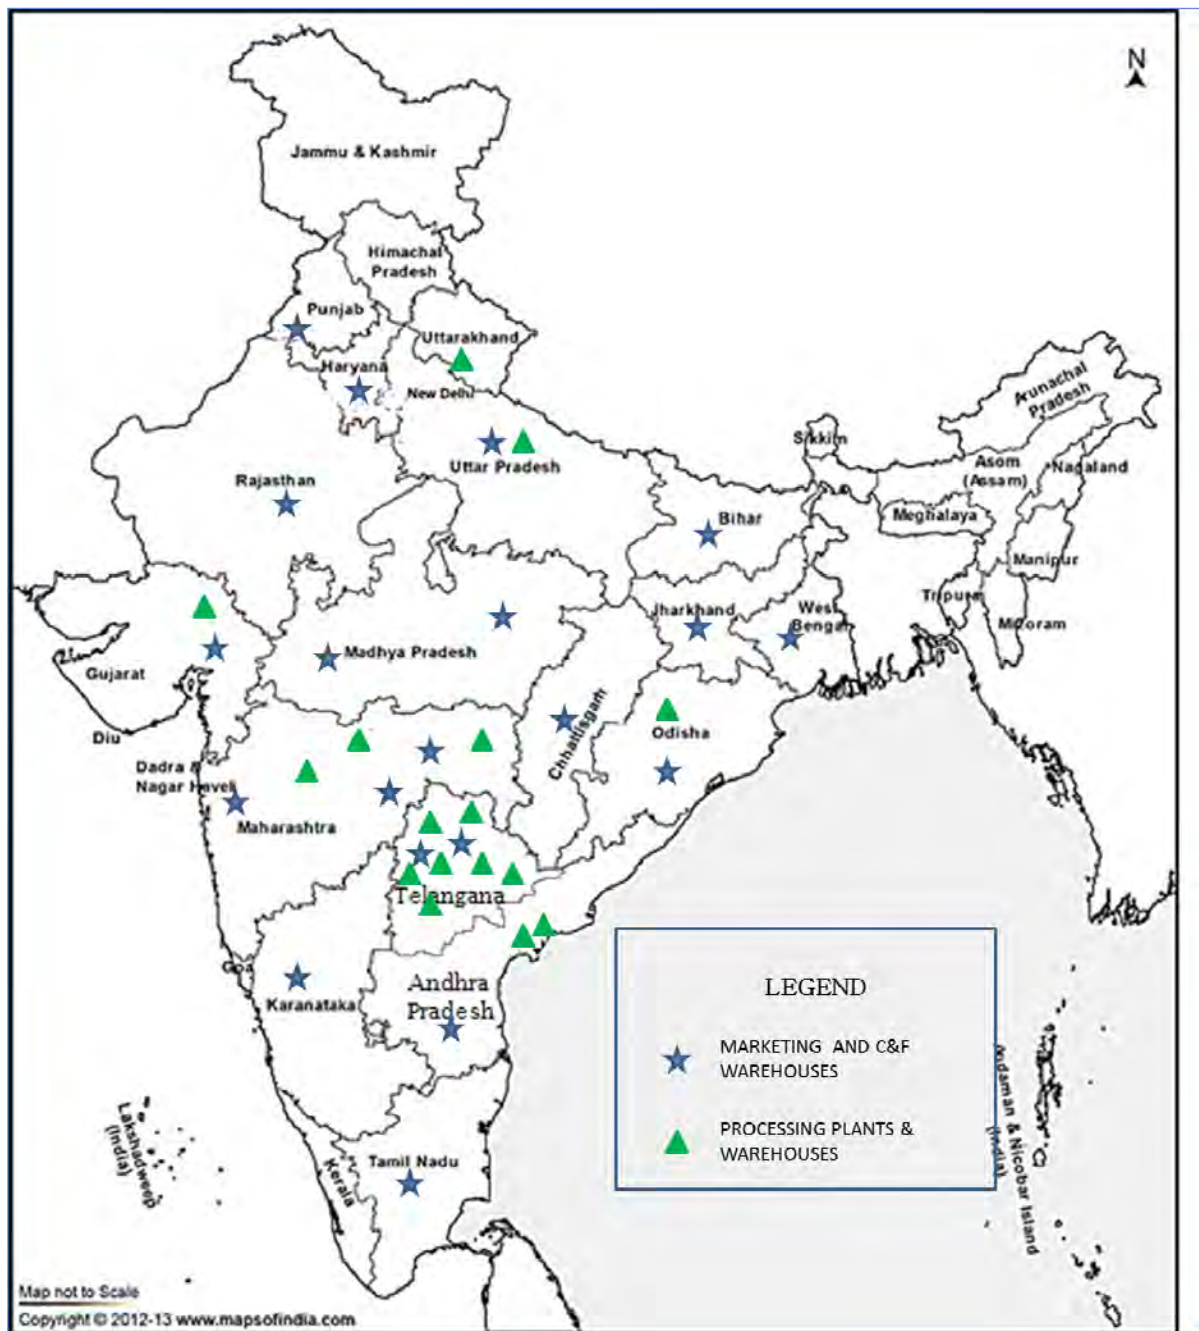 N
Jammu & Kashmir
Himachal
Pradesh
Punjab
Uttarakhand
Haryana
New Delhi
Uttar Pradesh
Rajasthan
Sikkim
Arunachal
Pradesh
Asom
(Assam)
Nagaland
Meghalaya
Bihar
Manipur
Tripura
Mizoram
Jharkhand
West
Bengal
Gujarat
Madhya Pradesh
Diu
Chhattisgarh
Odisha
Dadra &
Nagar Haveli
Maharashtra
Telangana
Goa
Karanataka
Andhra
Pradesh
LEGEND
MARKETING AND C&F
WAREHOUSES
PROCESSING PLANTS &
WAREHOUSES
Andaman & Nicobar Island
(India)
Lakshadweep
(India)
Kerala
Tamil Nadu
Map not to Scale
Copyright © 2012-13 www.mapsofindia.com